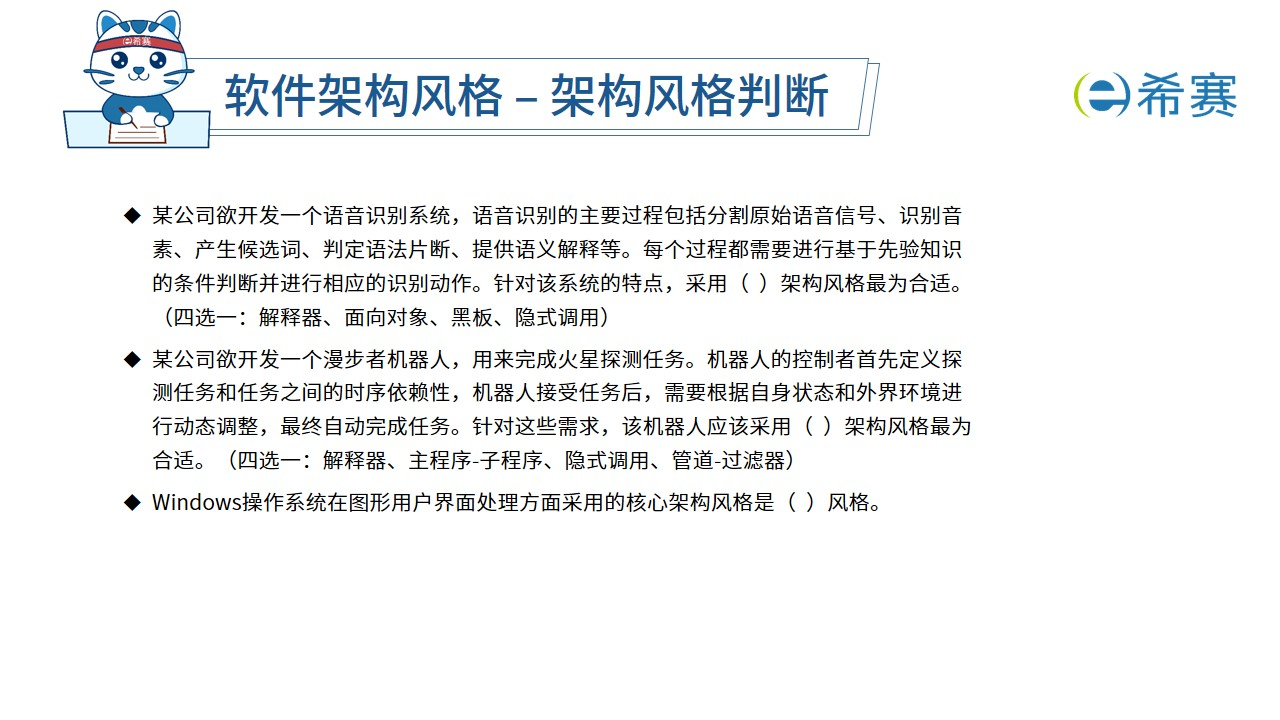 希赛
软件架构风格 – 架构风格判断
希赛
◆ 某公司欲开发一个语音识别系统，语音识别的主要过程包括分割原始语音信号、识别音
素、产生候选词、判定语法片断、提供语义解释等。每个过程都需要进行基于先验知识
的条件判断并进行相应的识别动作。针对该系统的特点，采用（ ）架构风格最为合适。
（四选一：解释器、面向对象、黑板、隐式调用）
◆ 某公司欲开发一个漫步者机器人，用来完成火星探测任务。机器人的控制者首先定义探
测任务和任务之间的时序依赖性，机器人接受任务后，需要根据自身状态和外界环境进
行动态调整，最终自动完成任务。针对这些需求，该机器人应该采用（ ）架构风格最为
合适。（四选一：解释器、主程序-子程序、隐式调用、管道-过滤器）
◆ Windows操作系统在图形用户界面处理方面采用的核心架构风格是（ ）风格。